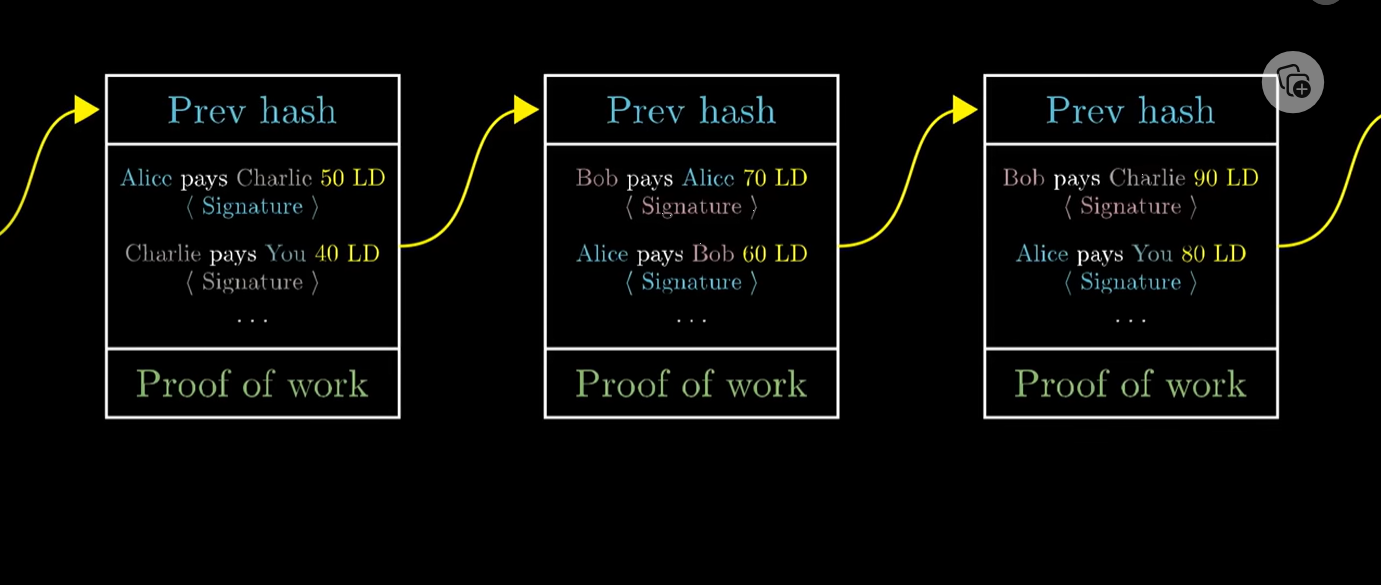 Prev hash
Alice pays Charlie 50 LD
⟨ Signature ⟩
Charlie pays You 40 LD
⟨ Signature ⟩
...
Proof of work
Prev hash
Bob pays Alice 70 LD
⟨ Signature ⟩
Alice pays Bob 60 LD
⟨ Signature ⟩
...
Proof of work
Prev hash
Bob pays Charlie 90 LD
⟨ Signature ⟩
Alice pays You 80 LD
⟨ Signature ⟩
...
Proof of work